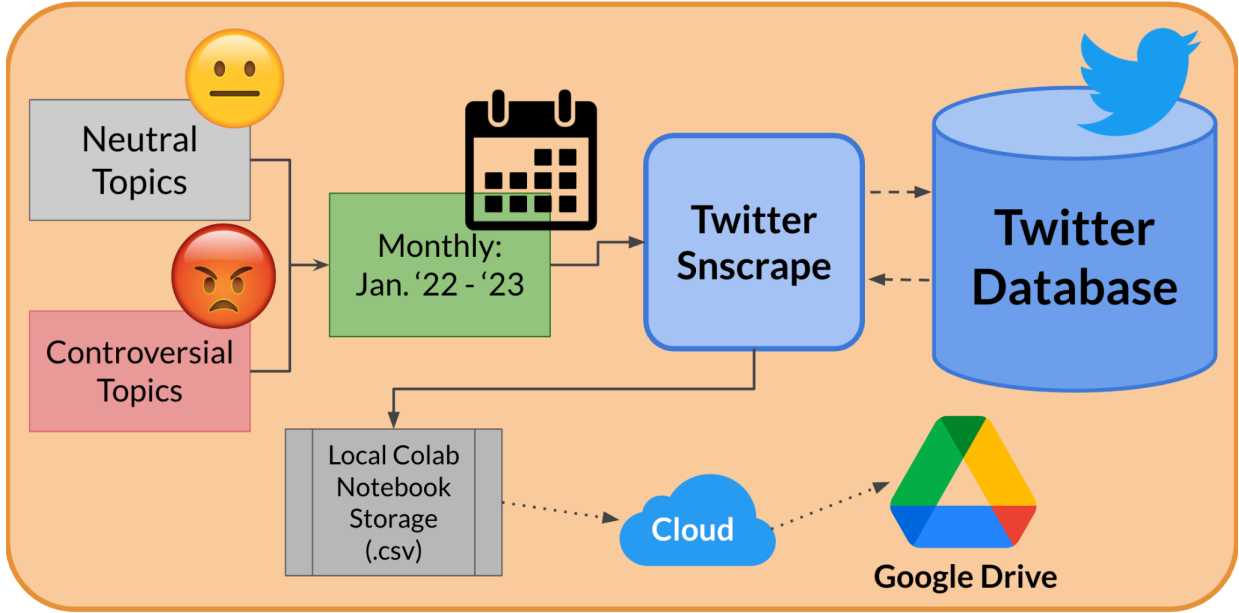 Neutral
Topics
Controversial
Topics
Monthly:
Jan. ‘22 - ‘23
Twitter
Snscrape
Twitter
Database
Local Colab
Notebook
Storage
(.csv)
Cloud
Google Drive